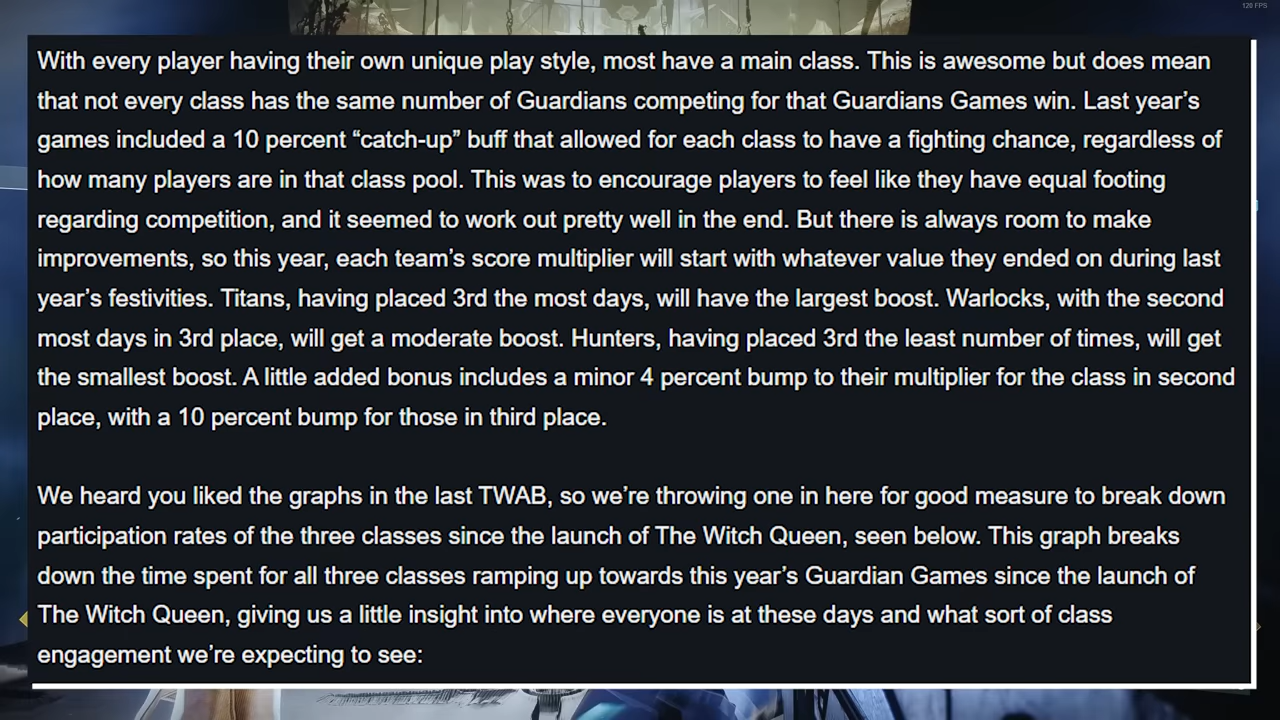 120 FPS
With every player having their own unique play style, most have a main class. This is awesome but does mean
that not every class has the same number of Guardians competing for that Guardians Games win. Last year’s
games included a 10 percent “catch-up” buff that allowed for each class to have a fighting chance, regardless of
how many players are in that class pool. This was to encourage players to feel like they have equal footing
regarding competition, and it seemed to work out pretty well in the end. But there is always room to make
improvements, so this year, each team’s score multiplier will start with whatever value they ended on during last
year’s festivities. Titans, having placed 3rd the most days, will have the largest boost. Warlocks, with the second
most days in 3rd place, will get a moderate boost. Hunters, having placed 3rd the least number of times, will get
the smallest boost. A little added bonus includes a minor 4 percent bump to their multiplier for the class in second
place, with a 10 percent bump for those in third place.
We heard you liked the graphs in the last TWAB, so we’re throwing one in here for good measure to break down
participation rates of the three classes since the launch of The Witch Queen, seen below. This graph breaks
down the time spent for all three classes ramping up towards this year’s Guardian Games since the launch of
The Witch Queen, giving us a little insight into where everyone is at these days and what sort of class
engagement we’re expecting to see: